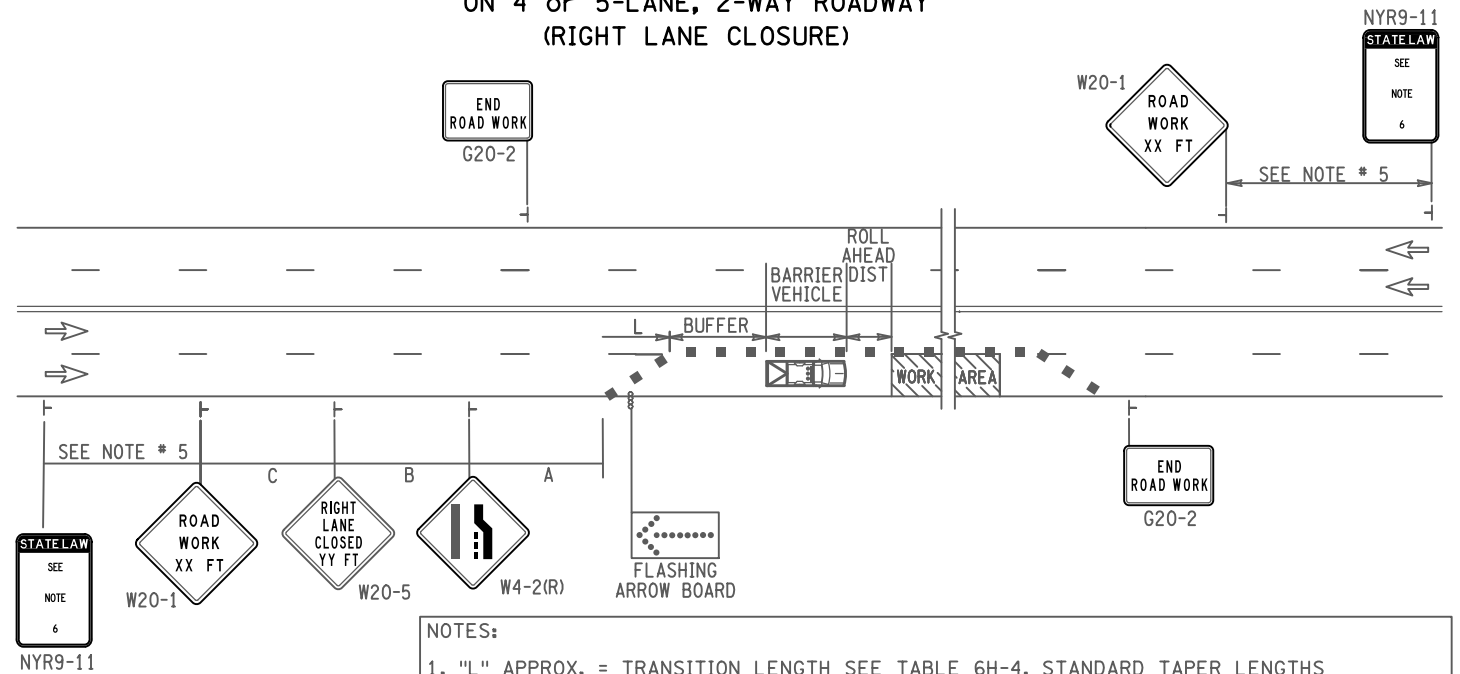 ON 4 or 5-LANE, 2-WAY ROADWAY
(RIGHT LANE CLOSURE)
NYR9-11
STATE LAW
SEE
NOTE
6
W20-1
ROAD
WORK
XX FT
END
ROAD WORK
G20-2
SEE NOTE # 5
ROLL
AHEAD
DIST
BARRIER
VEHICLE
L
BUFFER
WORK AREA
SEE NOTE # 5
C
B
A
STATE LAW
SEE
NOTE
6
NYR9-11
ROAD
WORK
XX FT
W20-1
RIGHT
LANE
CLOSED
YY FT
W20-5
W4-2(R)
FLASHING
ARROW BOARD
END
ROAD WORK
G20-2
NOTES:
1. "L" APPROX. = TRANSITION LENGTH SEE TABLE 6H-4, STANDARD TAPER LENGTHS